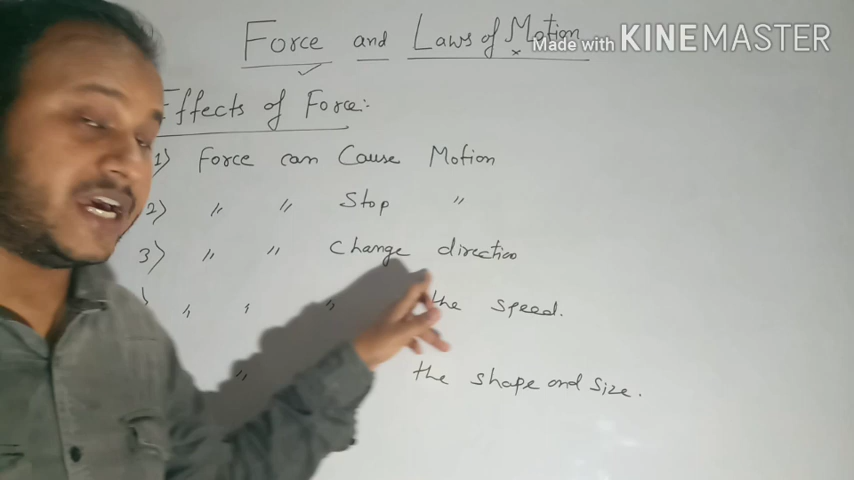 Force and Laws of Motion
Made with KINEMASTER
Effects of Force:-
1) Force can Cause Motion
2) " " Stop "
3) " " change direction
) " " " the speed.
" the shape and size.